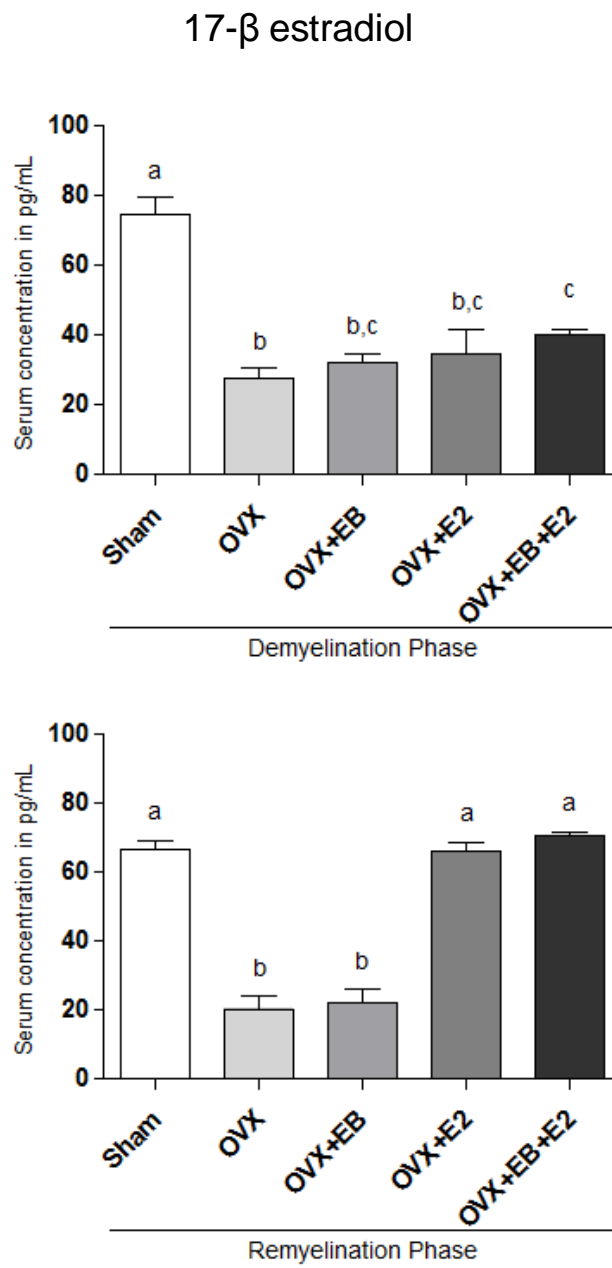 17-β estradiol
Serum concentration in pg/mL
100
80
60
40
20
0
a
b
b,c
b,c
c
Sham
OVX
OVX+EB
OVX+E2
OVX+EB+E2
Demyelination Phase
Serum concentration in pg/mL
100
80
60
40
20
0
a
b
b
a
a
Sham
OVX
OVX+EB
OVX+E2
OVX+EB+E2
Remyelination Phase